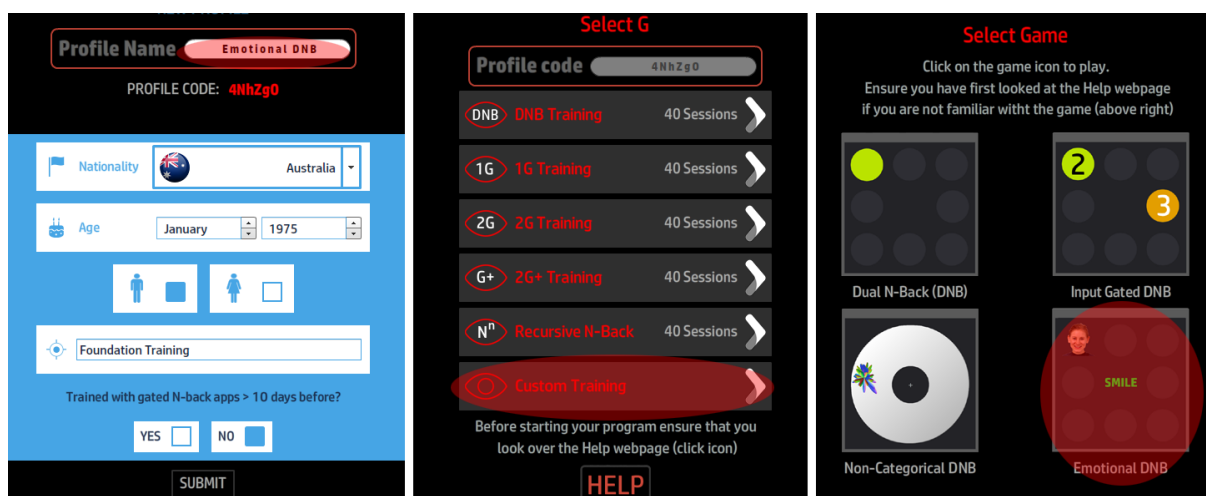 Profile Name Emotional DNB
PROFILE CODE: 4NhZgO
Nationality Australia
Age January 1975
Foundation Training
Trained with gated N-back apps > 10 days before?
YES NO
SUBMIT
Select G
Profile code 4NhZgO
DNB DNB Training 40 Sessions
1G 1G Training 40 Sessions
2G 2G Training 40 Sessions
G+ 2G+ Training 40 Sessions
Nⁿ Recursive N-Back 40 Sessions
Custom Training
Before starting your program ensure that you
look over the Help webpage (click icon)
HELP
Select Game
Click on the game icon to play.
Ensure you have first looked at the Help webpage
if you are not familiar witht the game (above right)
2
3
Dual N-Back (DNB) Input Gated DNB
SMILE
Non-Categorical DNB Emotional DNB